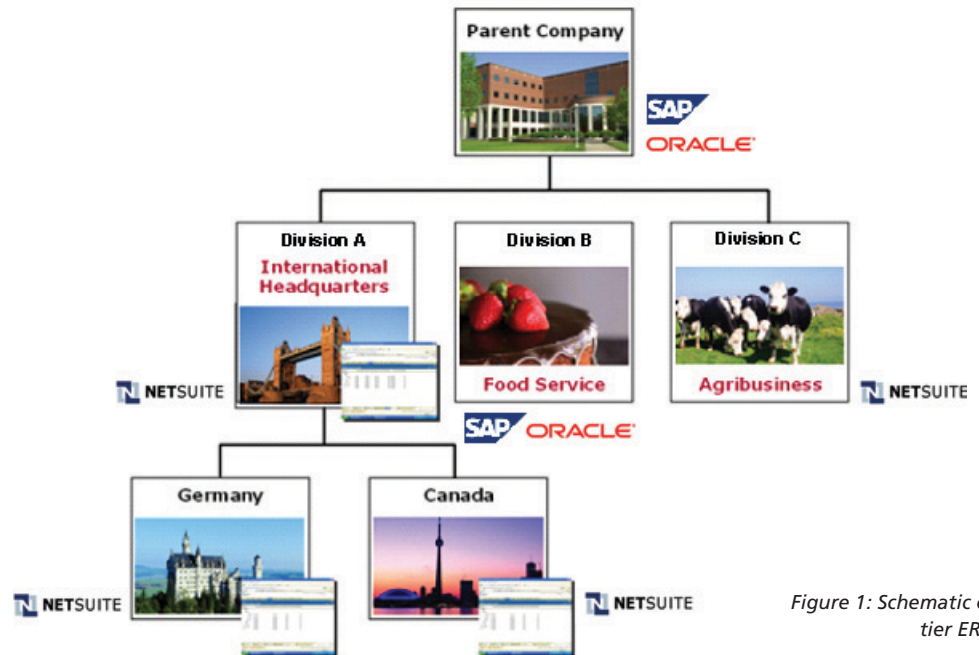 Parent Company
SAP
ORACLE
Division A
International
Headquarters
Division B
Food Service
Division C
Agribusiness
NETSUITE
NETSUITE
SAP ORACLE
Germany
Canada
NETSUITE
NETSUITE
Figure 1: Schematic
tier ER